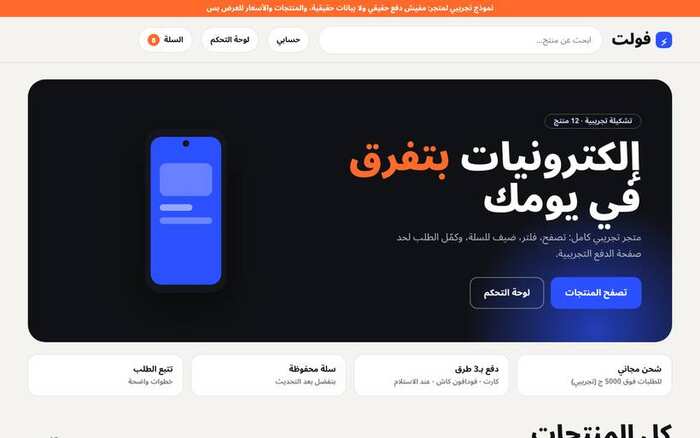 نموذج تجريبي لمتجر: مفيش دفع حقيقي ولا بيانات حقيقية، والمنتجات والأسعار للعرض بس
فولت
ابحث عن منتج...
حسابي
لوحة التحكم
السلة
تشكيلة تجريبية · 12 منتج
إلكترونيات بتفرق
في يومك
متجر تجريبي كامل: تصفح، فلتر، ضيف للسلة، وكمّل الطلب لحد
صفحة الدفع التجريبية.
تصفح المنتجات
لوحة التحكم
شحن مجاني
للطلبات فوق 5000 ج (تجريبي)
دفع بـ3 طرق
كارت · فودافون كاش · عند الاستلام
سلة محفوظة
بتفضل بعد التحديث
تتبع الطلب
خطوات واضحة
كل المنتجات